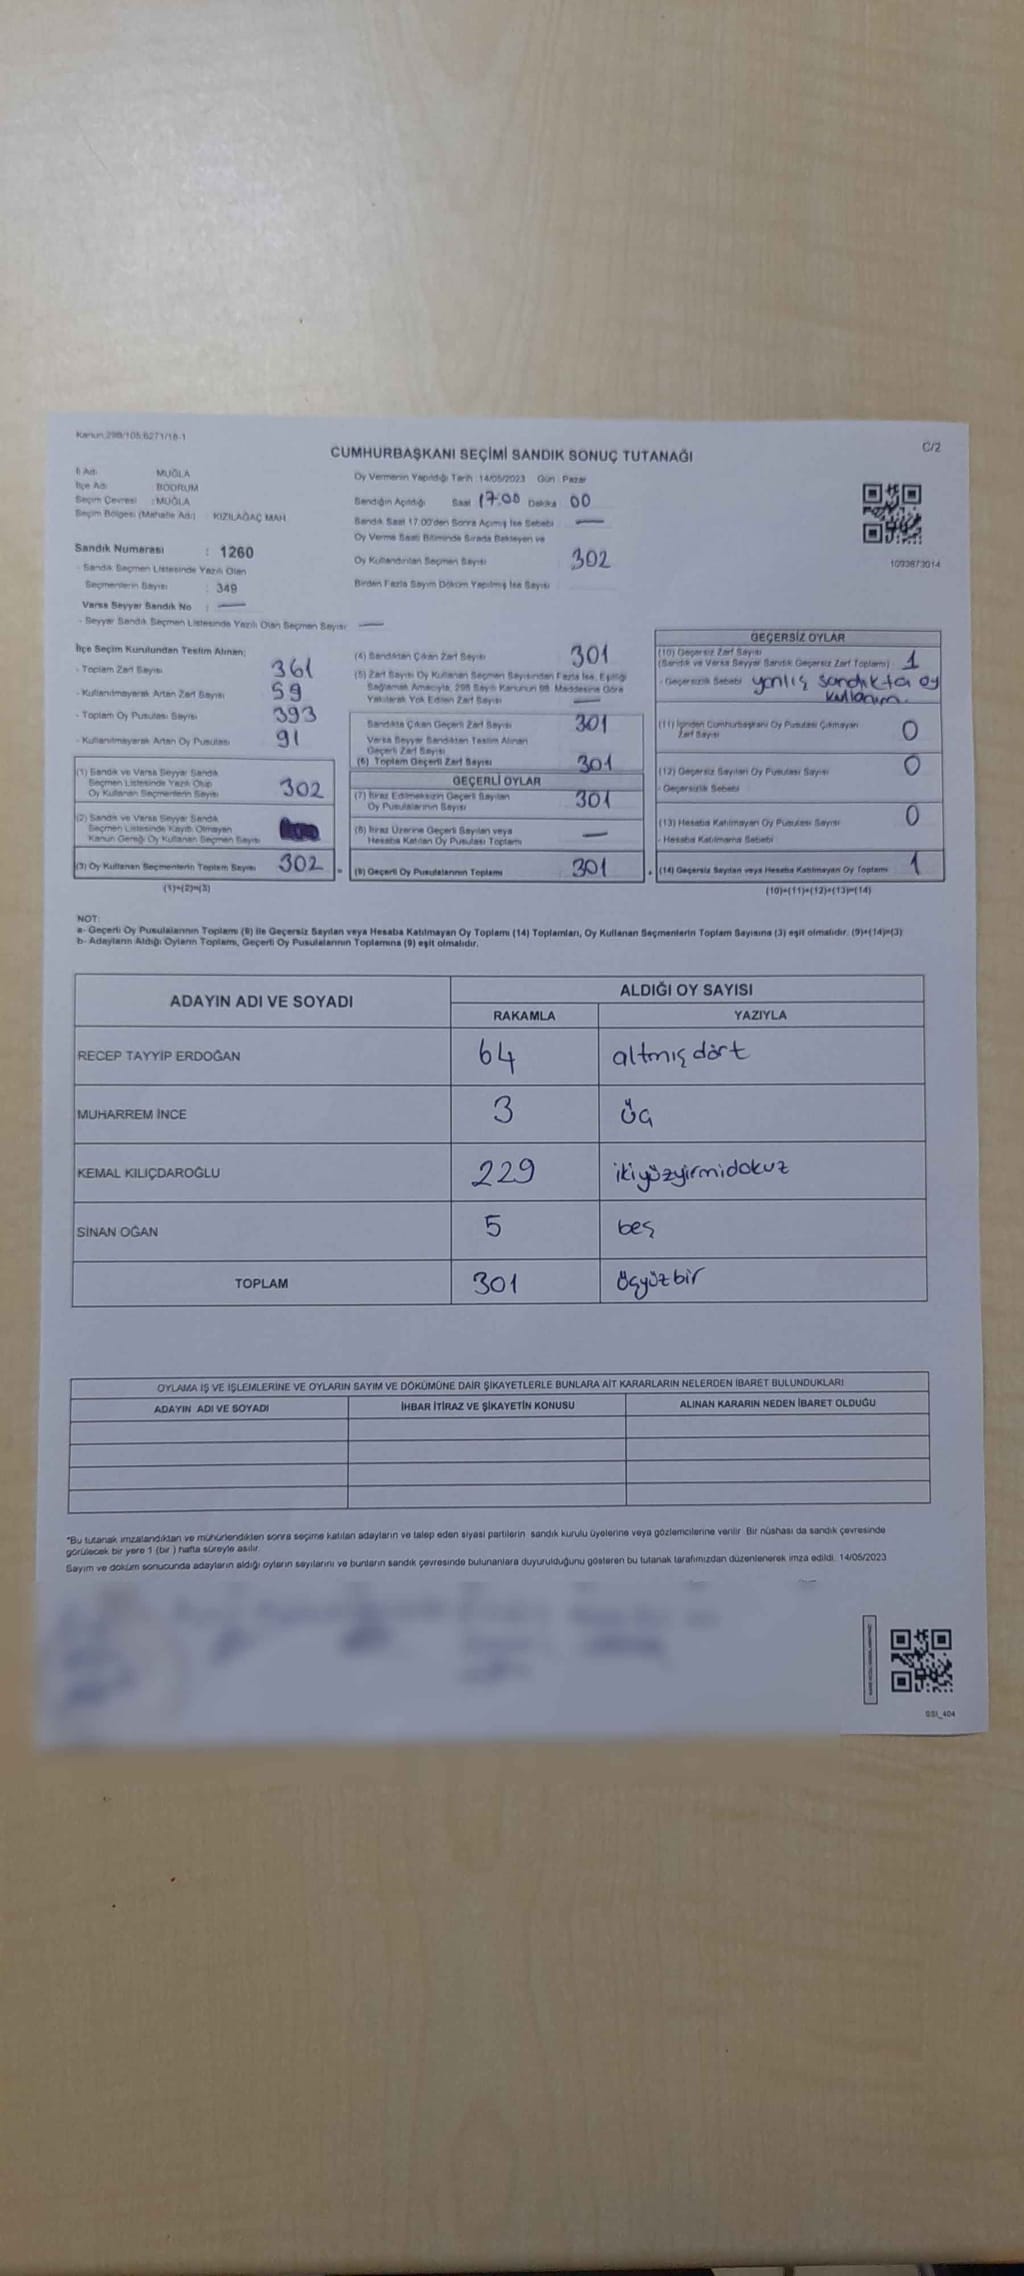 Kanun:298/105,6271/16-1
C/2
CUMHURBAŞKANI SEÇİMİ SANDIK SONUÇ TUTANAĞI
İl Adı MUĞLA
İlçe Adı BODRUM
Seçim Çevresi :MUĞLA
Seçim Bölgesi (Mahalle Adı) : KIZILAĞAÇ MAH.
Oy Vermenin Yapıldığı Tarih :14/05/2023 Gün : Pazar
Sandığın Açıldığı Saat 17:00 Dakika 00
Sandık Saat 17.00'den Sonra Açılmış İse Sebebi —
Oy Verme Saati Bitiminde Sırada Bekleyen ve
Oy Kullandırılan Seçmen Sayısı 302
Birden Fazla Sayım Döküm Yapılmış İse Sayısı
1093873014
Sandık Numarası : 1260
- Sandık Seçmen Listesinde Yazılı Olan
Seçmenlerin Sayısı : 349
Varsa Seyyar Sandık No : —
- Seyyar Sandık Seçmen Listesinde Yazılı Olan Seçmen Sayısı —
İlçe Seçim Kurulundan Teslim Alınan;
- Toplam Zarf Sayısı 361
- Kullanılmayarak Artan Zarf Sayısı 59
- Toplam Oy Pusulası Sayısı 393
- Kullanılmayarak Artan Oy Pusulası 91
(1) Sandık ve Varsa Seyyar Sandık
Seçmen Listesinde Yazılı Olup
Oy Kullanan Seçmenlerin Sayısı 302
(2) Sandık ve Varsa Seyyar Sandık
Seçmen Listesinde Kayıtlı Olmayan
Kanun Gereği Oy Kullanan Seçmen Sayısı
(3) Oy Kullanan Seçmenlerin Toplam Sayısı 302 =
(1)+(2)=(3)
(4) Sandıktan Çıkan Zarf Sayısı 301
(5) Zarf Sayısı Oy Kullanan Seçmen Sayısından Fazla İse, Eşitliği
Sağlamak Amacıyla, 298 Sayılı Kanunun 98. Maddesine Göre
Yakılarak Yok Edilen Zarf Sayısı —
Sandıkta Çıkan Geçerli Zarf Sayısı 301
Varsa Seyyar Sandıktan Teslim Alınan
Geçerli Zarf Sayısı
(6) Toplam Geçerli Zarf Sayısı 301
GEÇERLİ OYLAR
(7) İtiraz Edilmeksizin Geçerli Sayılan
Oy Pusulalarının Sayısı 301
(8) İtiraz Üzerine Geçerli Sayılan veya
Hesaba Katılan Oy Pusulası Toplamı —
(9) Geçerli Oy Pusulalarının Toplamı 301 +
GEÇERSİZ OYLAR
(10) Geçersiz Zarf Sayısı
(Sandık ve Varsa Seyyar Sandık Geçersiz Zarf Toplamı) 1
- Geçersizlik Sebebi yanlış sandıkta oy
kullanım.
(11) İçinden Cumhurbaşkanı Oy Pusulası Çıkmayan
Zarf Sayısı 0
(12) Geçersiz Sayılan Oy Pusulası Sayısı 0
- Geçersizlik Sebebi
(13) Hesaba Katılmayan Oy Pusulası Sayısı 0
- Hesaba Katılmama Sebebi
(14) Geçersiz Sayılan veya Hesaba Katılmayan Oy Toplamı 1
(10)+(11)+(12)+(13)=(14)
NOT:
a- Geçerli Oy Pusulalarının Toplamı (9) ile Geçersiz Sayılan veya Hesaba Katılmayan Oy Toplamı (14) Toplamları, Oy Kullanan Seçmenlerin Toplam Sayısına (3) eşit olmalıdır. (9)+(14)=(3)
b- Adayların Aldığı Oyların Toplamı, Geçerli Oy Pusulalarının Toplamına (9) eşit olmalıdır.
ADAYIN ADI VE SOYADI ALDIĞI OY SAYISI
RAKAMLA YAZIYLA
RECEP TAYYİP ERDOĞAN 64 altmış dört
MUHARREM İNCE 3 üç
KEMAL KILIÇDAROĞLU 229 ikiyüzyirmidokuz
SİNAN OĞAN 5 beş
TOPLAM 301 üçyüzbir
OYLAMA İŞ VE İŞLEMLERİNE VE OYLARIN SAYIM VE DÖKÜMÜNE DAİR ŞİKAYETLERLE BUNLARA AİT KARARLARIN NELERDEN İBARET BULUNDUKLARI
ADAYIN ADI VE SOYADI İHBAR İTİRAZ VE ŞİKAYETİN KONUSU ALINAN KARARIN NEDEN İBARET OLDUĞU
*Bu tutanak imzalandıktan ve mühürlendikten sonra seçime katılan adayların ve talep eden siyasi partilerin sandık kurulu üyelerine veya gözlemcilerine verilir. Bir nüshası da sandık çevresinde
görülecek bir yere 1 (bir ) hafta süreyle asılır.
Sayım ve döküm sonucunda adayların aldığı oyların sayılarını ve bunların sandık çevresinde bulunanlara duyurulduğunu gösteren bu tutanak tarafımızdan düzenlenerek imza edildi. 14/05/2023
SSI_404